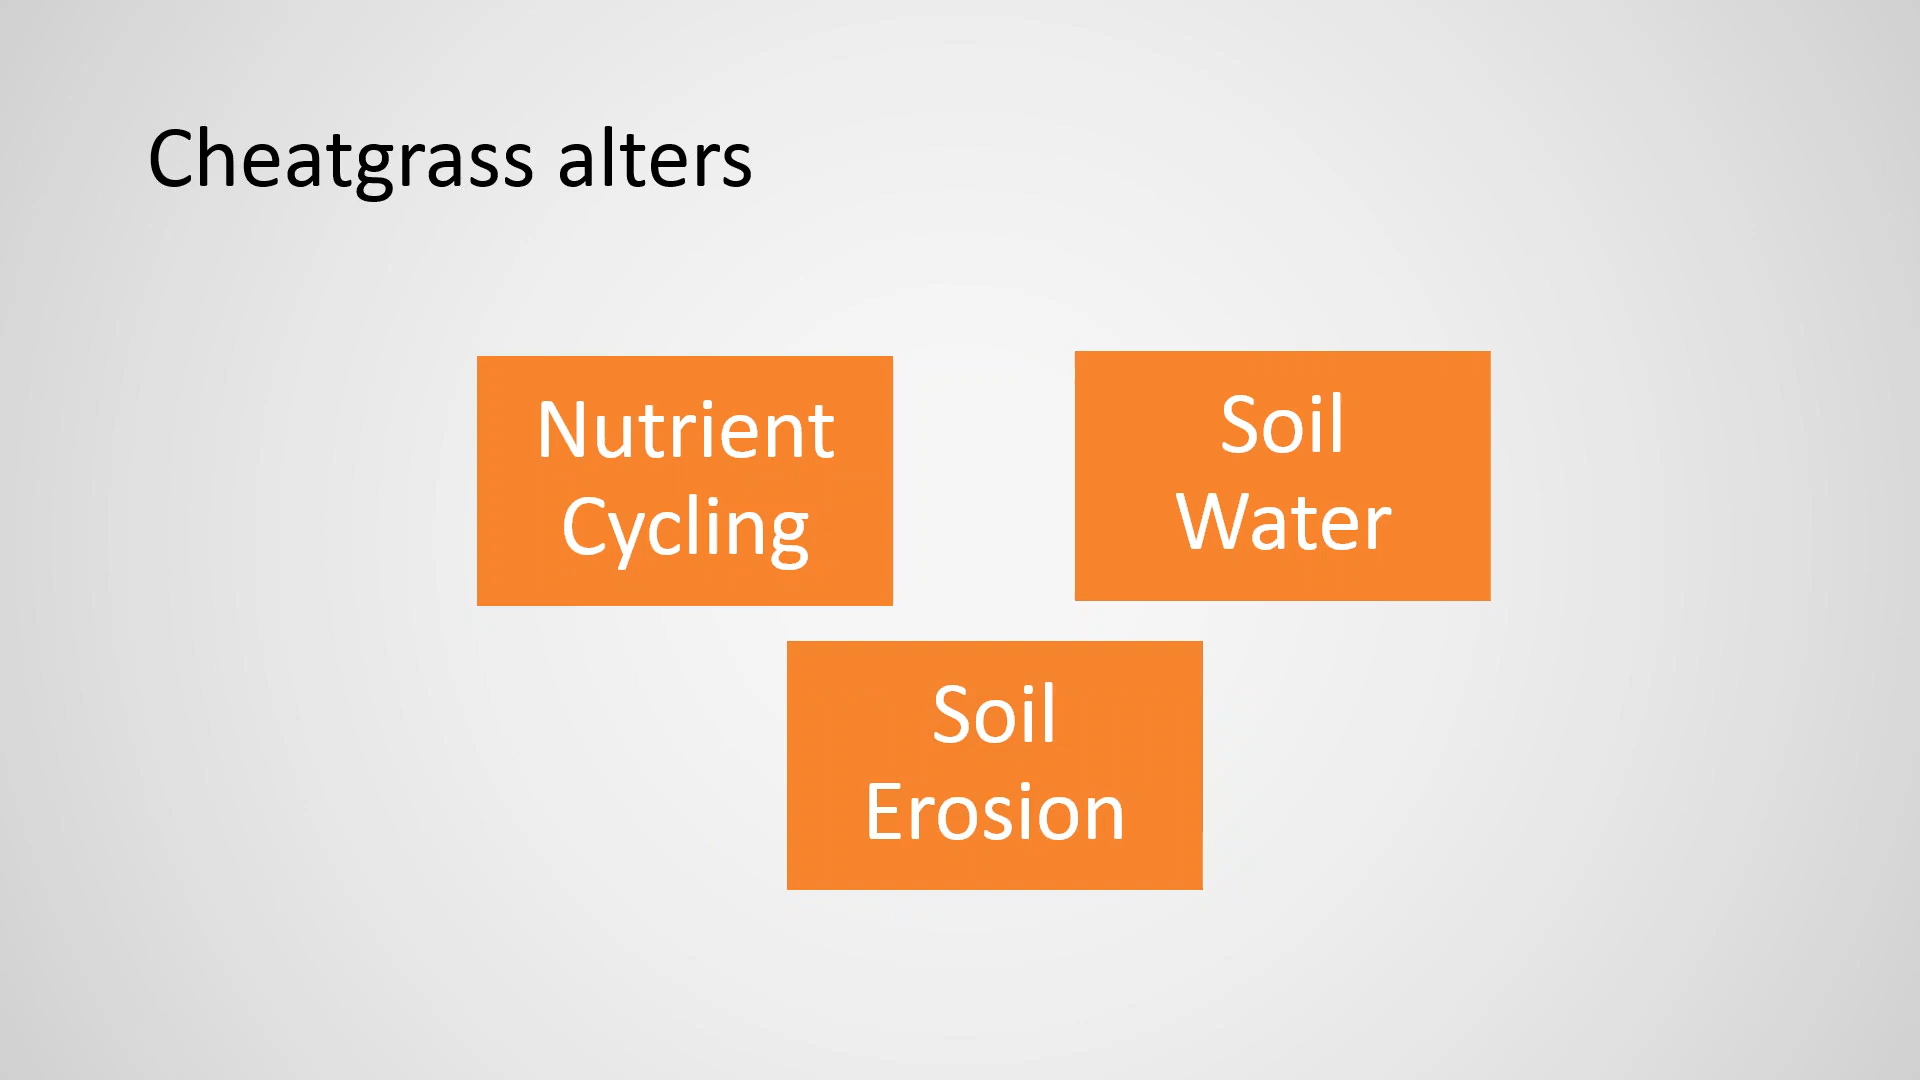 Cheatgrass alters
Nutrient
Cycling
Soil
Water
Soil
Erosion